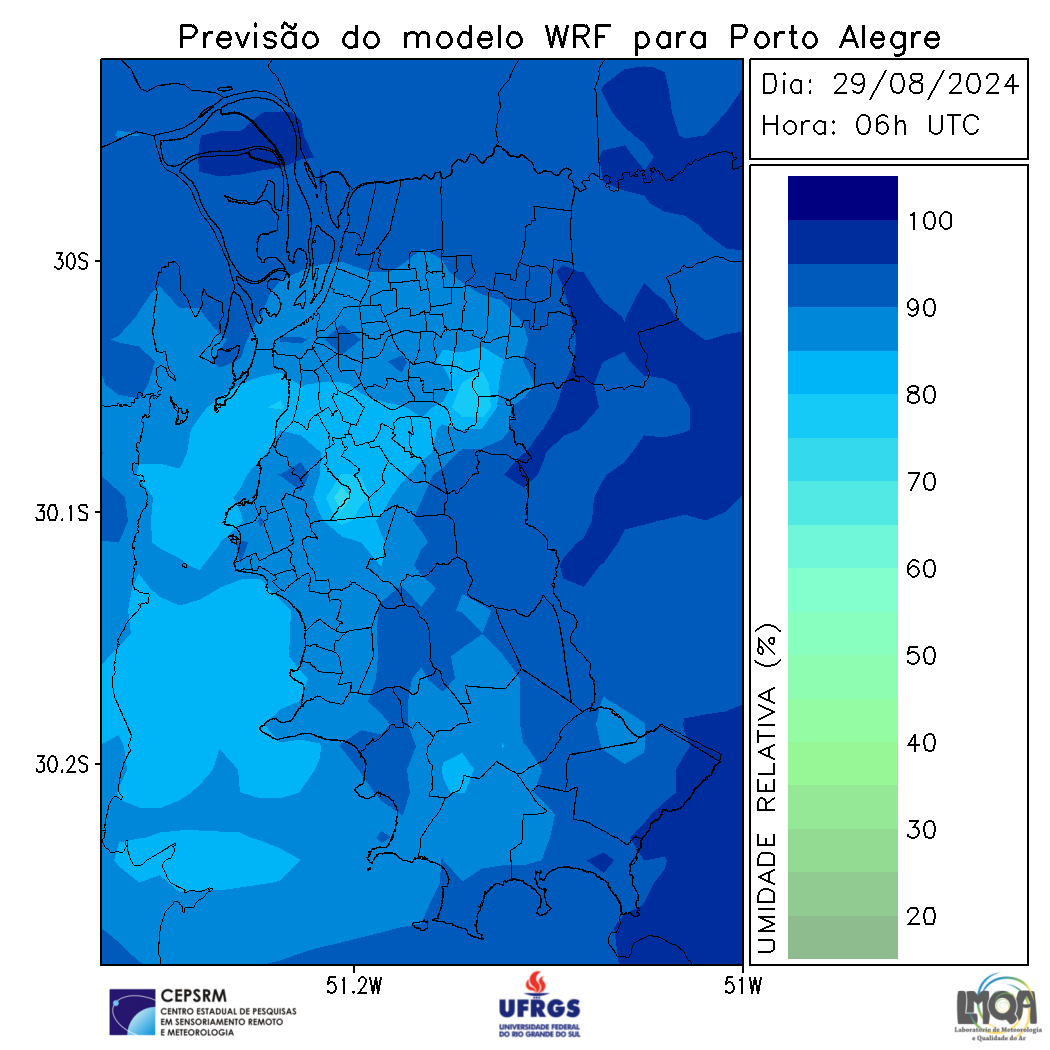 Previsão do modelo WRF para Porto Alegre
Dia: 29/08/2024
Hora: 06h UTC
100
90
80
70
60
50
40
30
20
UMIDADE RELATIVA (%)
30S
30.1S
30.2S
51.2W
51W
CEPSRM
CENTRO ESTADUAL DE PESQUISAS
EM SENSORIAMENTO REMOTO
E METEOROLOGIA
UFRGS
UNIVERSIDADE FEDERAL
DO RIO GRANDE DO SUL
LMQA
Laboratório de Meteorologia
e Qualidade do Ar